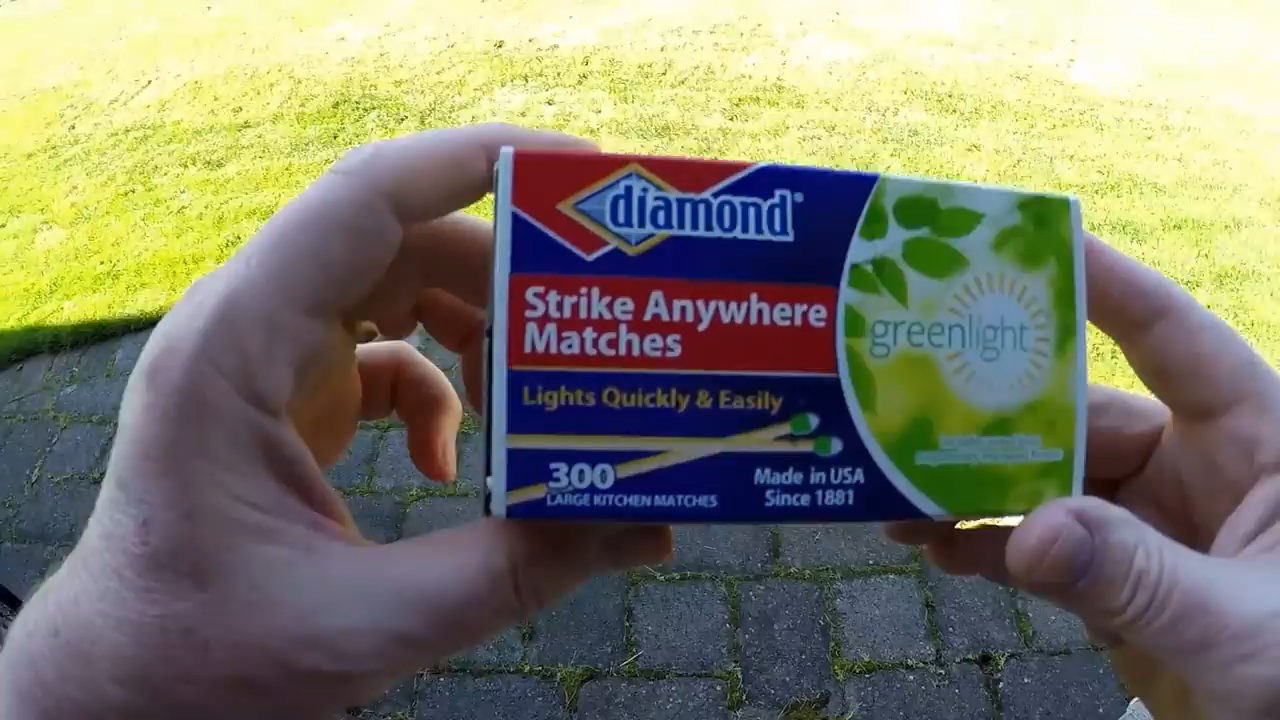 diamond®
Strike Anywhere
Matches
Lights Quickly & Easily
300
LARGE KITCHEN MATCHES
Made in USA
Since 1881
greenlight